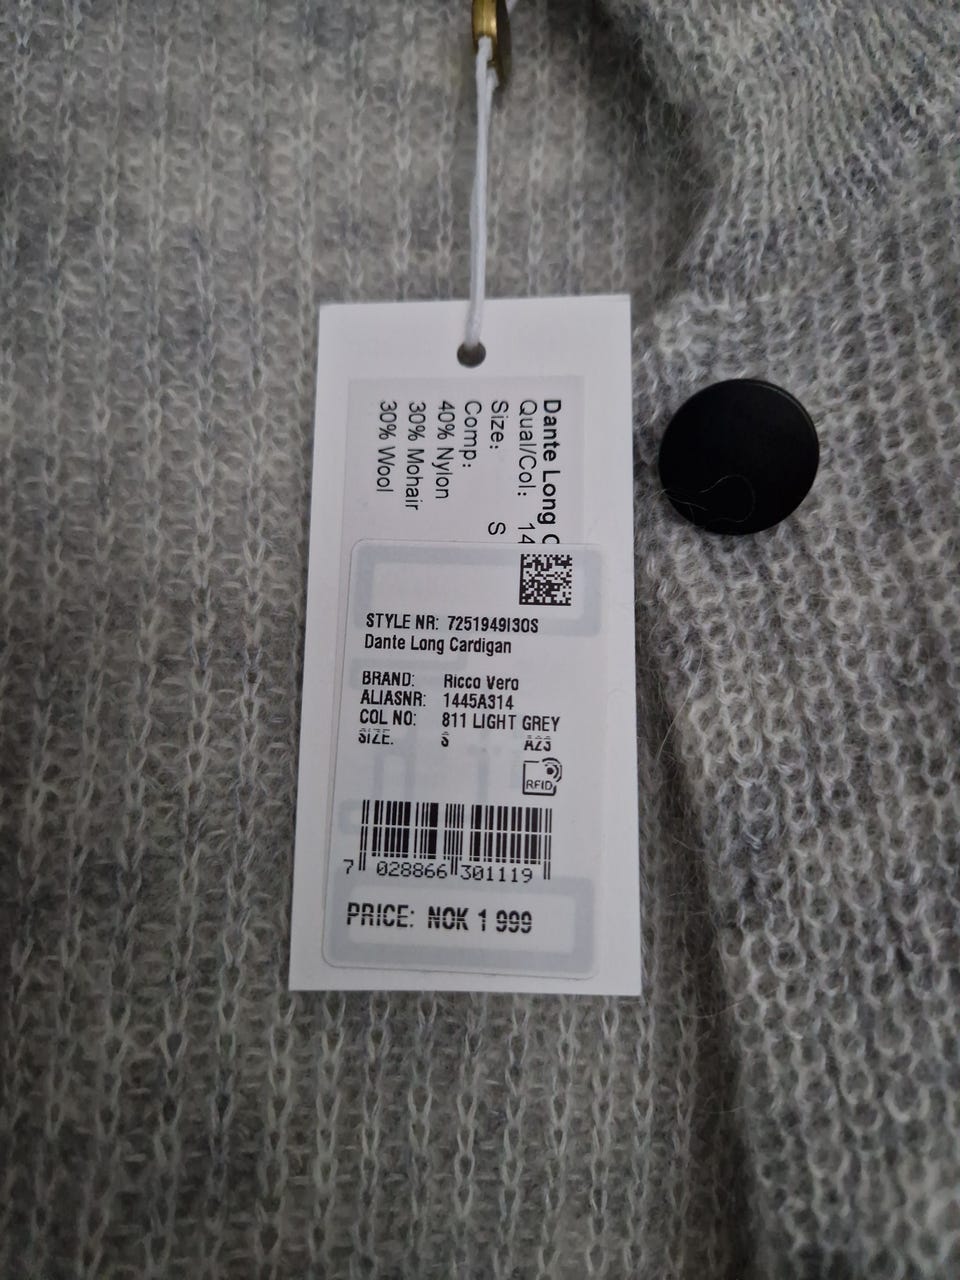 Dante Long C
Qual/Col: 14
Size: S
Comp:
40% Nylon
30% Mohair
30% Wool
STYLE NR: 7251949I30S
Dante Long Cardigan
BRAND: Ricco Vero
ALIASNR: 1445A314
COL NO: 811 LIGHT GREY
SIZE: S A23
RFID
7 028866 301119
PRICE: NOK 1 999